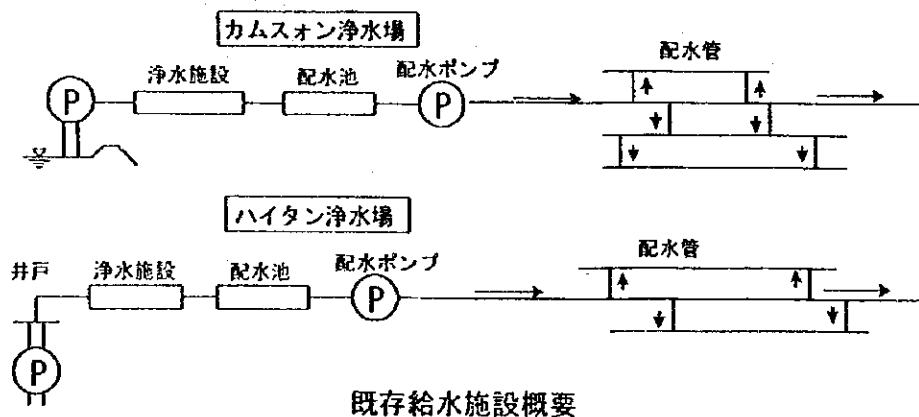 カムスォン浄水場
浄水施設
配水池
配水ポンプ
配水管
P
P
ハイタン浄水場
井戸
浄水施設
配水池
配水ポンプ
配水管
P
P
既存給水施設概要